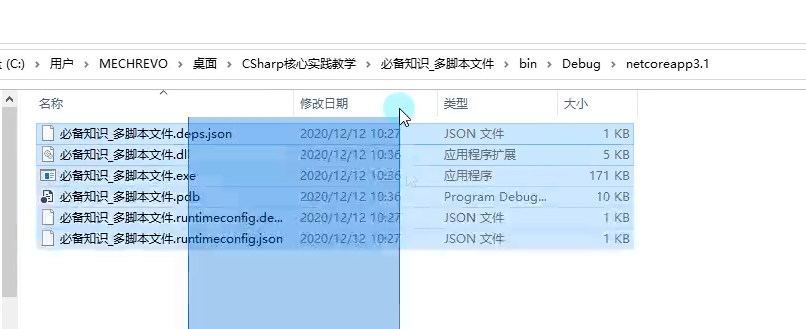 (C:) > 用户 > MECHREVO > 桌面 > CSharp核心实践教学 > 必备知识_多脚本文件 > bin > Debug > netcoreapp3.1
名称 修改日期 类型 大小
必备知识_多脚本文件.deps.json 2020/12/12 10:27 JSON 文件 1 KB
必备知识_多脚本文件.dll 2020/12/12 10:36 应用程序扩展 5 KB
必备知识_多脚本文件.exe 2020/12/12 10:36 应用程序 171 KB
必备知识_多脚本文件.pdb 2020/12/12 10:36 Program Debug... 10 KB
必备知识_多脚本文件.runtimeconfig.de... 2020/12/12 10:27 JSON 文件 1 KB
必备知识_多脚本文件.runtimeconfig.json 2020/12/12 10:27 JSON 文件 1 KB